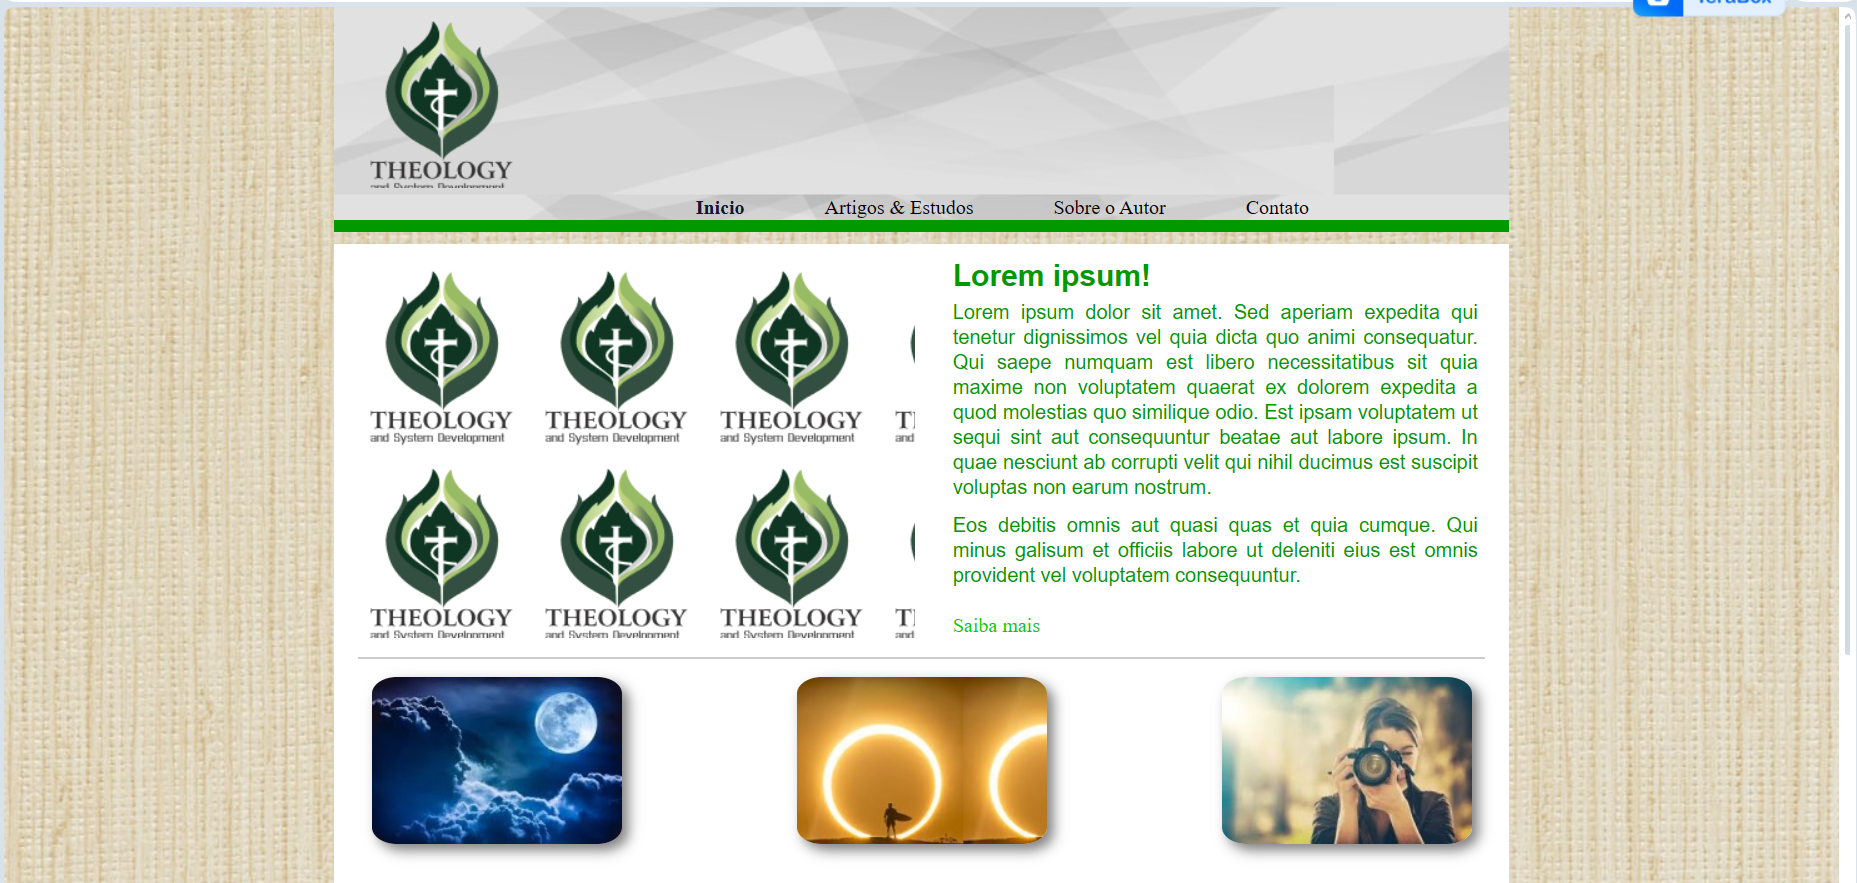 TeraBox
THEOLOGY
and System Development
Inicio Artigos & Estudos Sobre o Autor Contato
THEOLOGY THEOLOGY THEOLOGY T
and System Development and System Development and System Development and
THEOLOGY THEOLOGY THEOLOGY T
and System Development and System Development and System Development and
Lorem ipsum!
Lorem ipsum dolor sit amet. Sed aperiam expedita qui
tenetur dignissimos vel quia dicta quo animi consequatur.
Qui saepe numquam est libero necessitatibus sit quia
maxime non voluptatem quaerat ex dolorem expedita a
quod molestias quo similique odio. Est ipsam voluptatem ut
sequi sint aut consequuntur beatae aut labore ipsum. In
quae nesciunt ab corrupti velit qui nihil ducimus est suscipit
voluptas non earum nostrum.
Eos debitis omnis aut quasi quas et quia cumque. Qui
minus galisum et officiis labore ut deleniti eius est omnis
provident vel voluptatem consequuntur.
Saiba mais